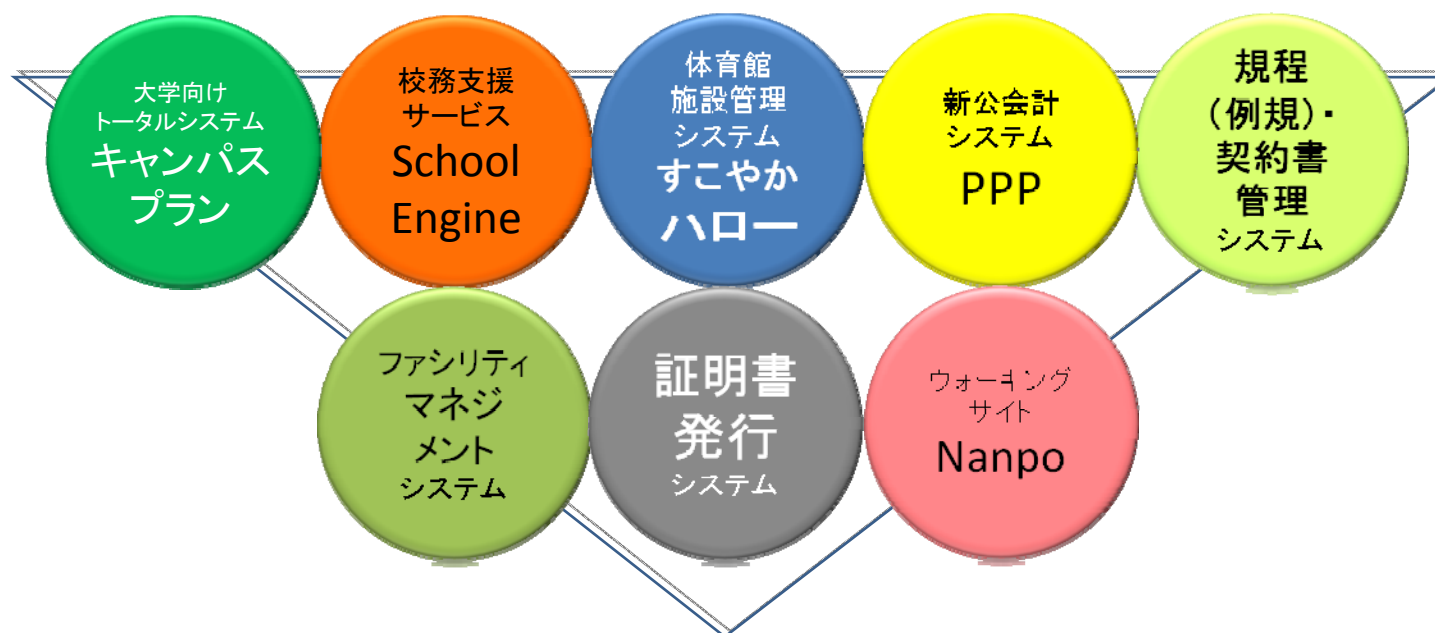 大学向け
トータルシステム
キャンパス
プラン
校務支援
サービス
School
Engine
体育館
施設管理
システム
すこやか
ハロー
新公会計
システム
PPP
規程
(例規)・
契約書
管理
システム
ファシリティ
マネジ
メント
システム
証明書
発行
システム
ウォーキング
サイト
Nanpo